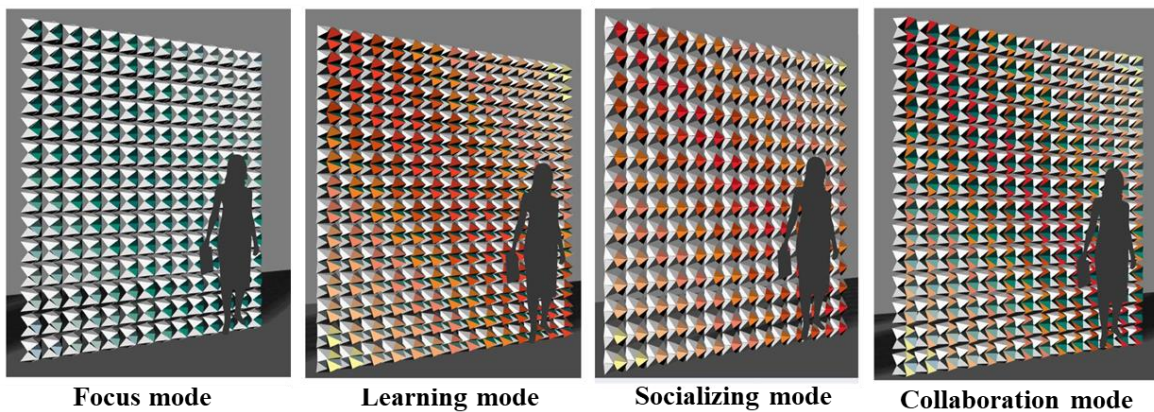 Focus mode
Learning mode
Socializing mode
Collaboration mode